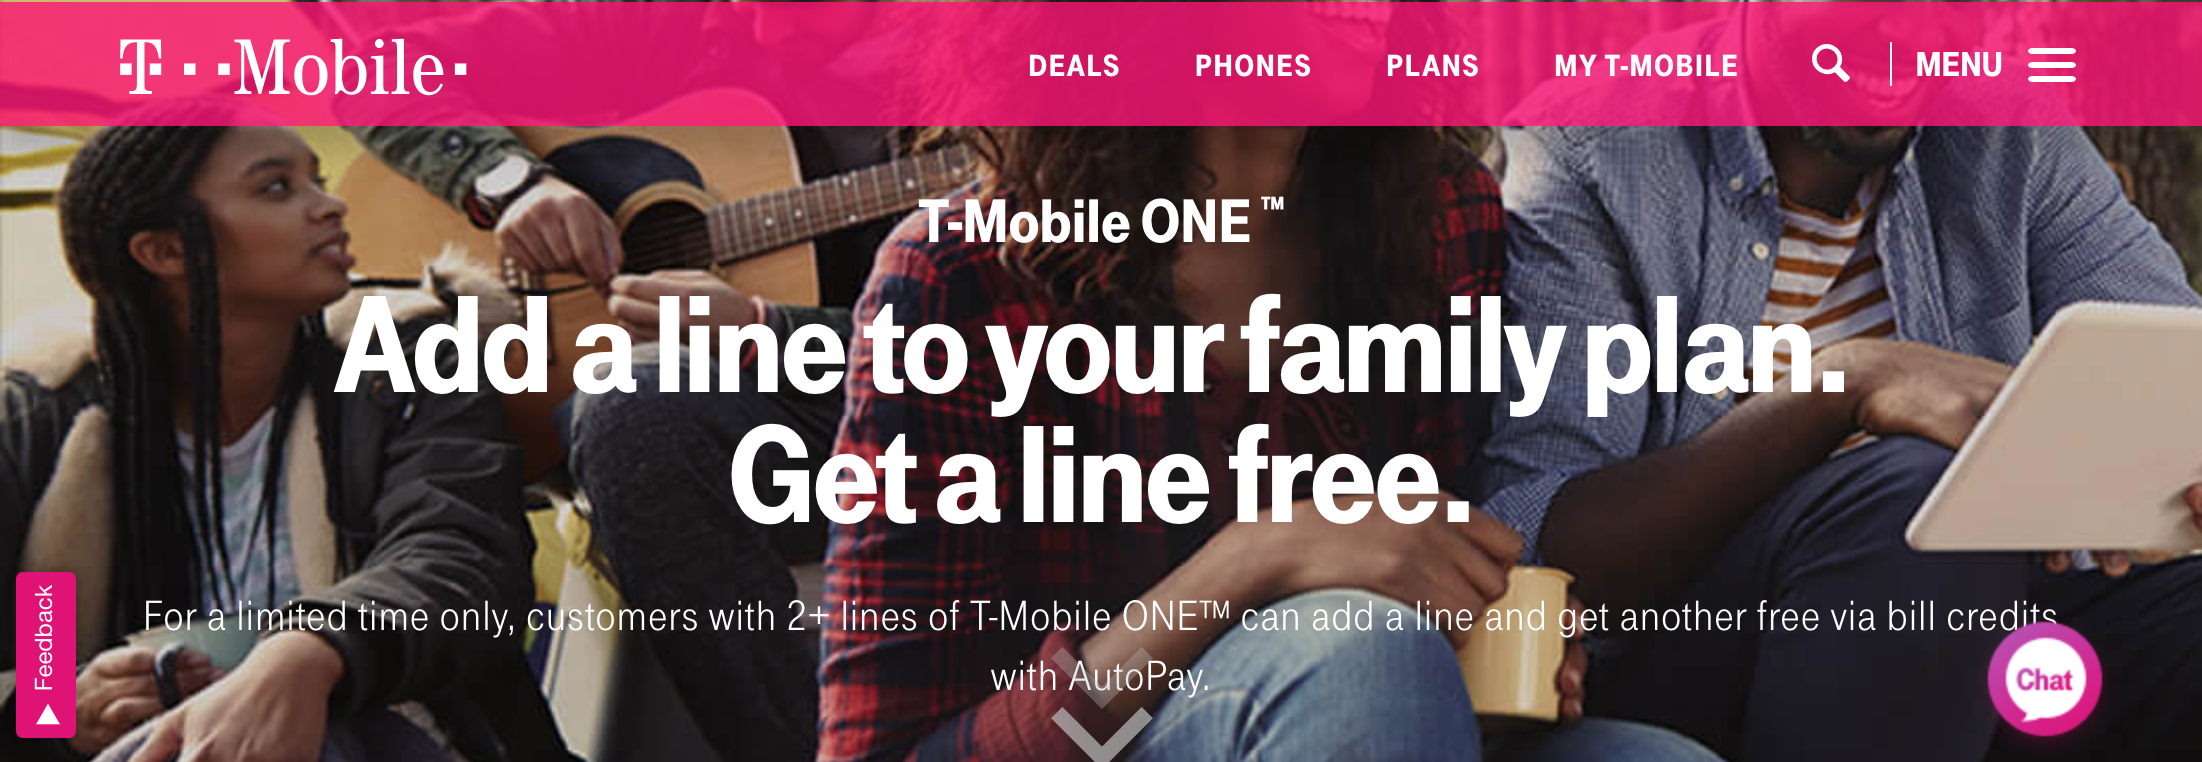 T··Mobile·
DEALS PHONES PLANS MY T-MOBILE MENU
T-Mobile ONE™
Add a line to your family plan.
Get a line free.
For a limited time only, customers with 2+ lines of T-Mobile ONE™ can add a line and get another free via bill credits
with AutoPay.
Feedback
Chat